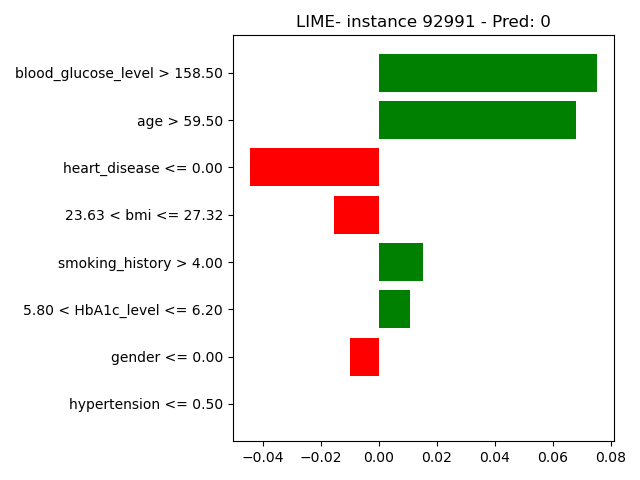 LIME- instance 92991 - Pred: 0
blood_glucose_level > 158.50
age > 59.50
heart_disease <= 0.00
23.63 < bmi <= 27.32
smoking_history > 4.00
5.80 < HbA1c_level <= 6.20
gender <= 0.00
hypertension <= 0.50
−0.04 −0.02 0.00 0.02 0.04 0.06 0.08